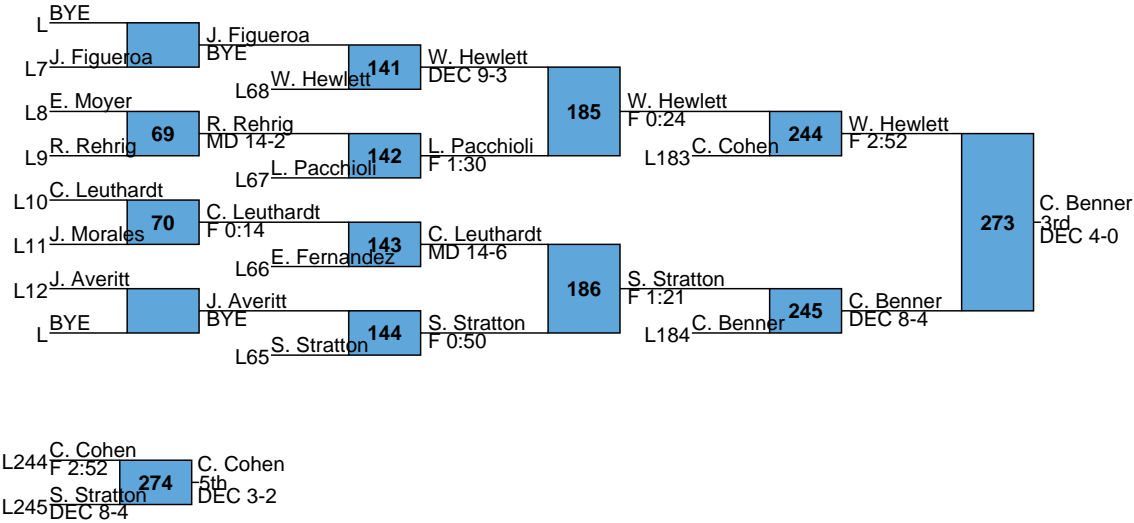 BYE
L
J. Figueroa
BYE
J. Figueroa
L7
141
W. Hewlett
DEC 9-3
W. Hewlett
L68
E. Moyer
L8
185
W. Hewlett
F 0:24
69
R. Rehrig
MD 14-2
R. Rehrig
L9
142
L. Pacchioli
F 1:30
L. Pacchioli
L67
244
W. Hewlett
F 2:52
C. Cohen
L183
C. Leuthardt
L10
70
C. Leuthardt
F 0:14
J. Morales
L11
143
C. Leuthardt
MD 14-6
E. Fernandez
L66
273
C. Benner
3rd
DEC 4-0
J. Averitt
L12
186
S. Stratton
F 1:21
J. Averitt
BYE
BYE
L
144
S. Stratton
F 0:50
S. Stratton
L65
245
C. Benner
DEC 8-4
C. Benner
L184
C. Cohen
L244
F 2:52
274
C. Cohen
5th
DEC 3-2
S. Stratton
L245
DEC 8-4